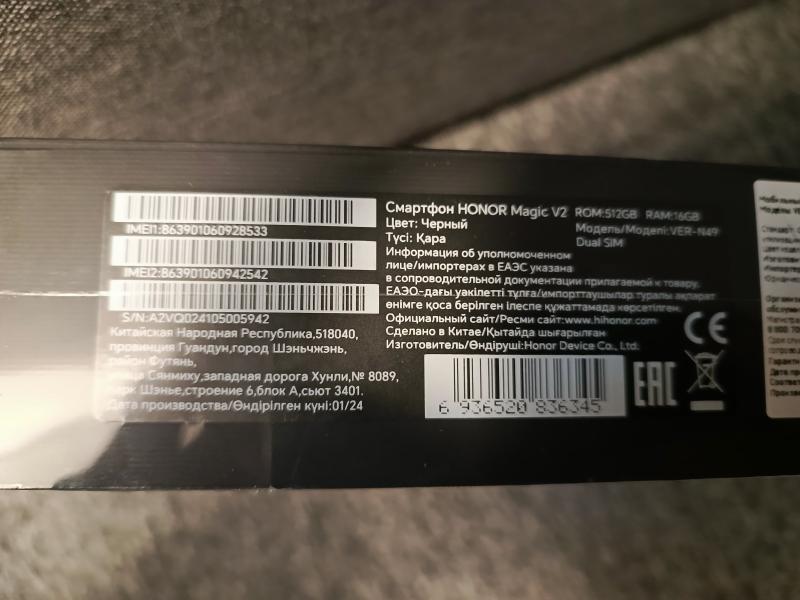 IMEI1:863901060928533
IMEI2:863901060942542
S/N:A2VQ024105005942
Китайская Народная Республика,518040,
провинция Гуандун,город Шэньчжэнь,
район Футянь,
улица Сянмиху,западная дорога Хунли,№ 8089,
парк Шэнье,строение 6,блок А,сьют 3401.
Дата производства/Өндірілген күні:01/24
Смартфон HONOR Magic V2 ROM:512GB RAM:16GB
Цвет: Черный Модель/Моделі:VER-N49
Түсі: Қара Dual SIM
Информация об уполномоченном
лице/импортерах в ЕАЭС указана
в сопроводительной документации прилагаемой к товару.
ЕАЭО-дағы уәкілетті тұлға/импорттаушылар туралы ақпарат
өнімге қоса берілген ілеспе құжаттамада көрсетілген.
Официальный сайт/Ресми сайт:www.hihonor.com
Сделано в Китае/Қытайда шығарылған
Изготовитель/Өндіруші:Honor Device Co., Ltd.
6 936520 836345
EAC
CE
Мобильный
Модель: VE